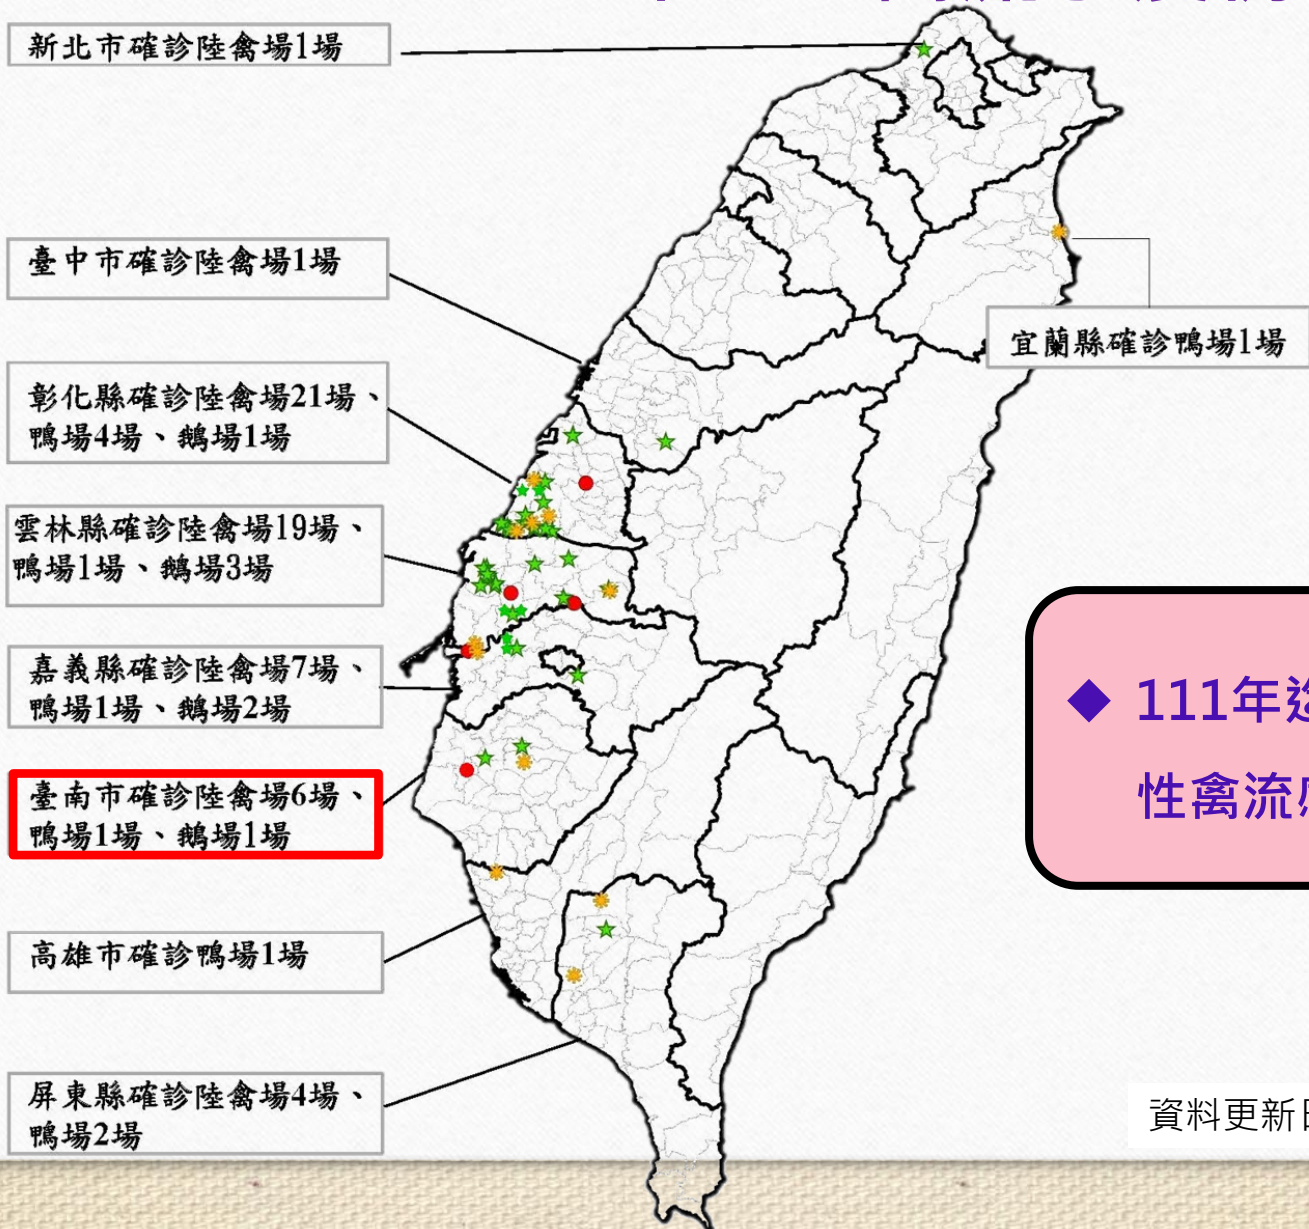 新北市確診陸禽場1場
臺中市確診陸禽場1場
彰化縣確診陸禽場21場、
鴨場4場、鵝場1場
雲林縣確診陸禽場19場、
鴨場1場、鵝場3場
嘉義縣確診陸禽場7場、
鴨場1場、鵝場2場
臺南市確診陸禽場6場、
鴨場1場、鵝場1場
高雄市確診鴨場1場
屏東縣確診陸禽場4場、
鴨場2場
宜蘭縣確診鴨場1場
◆ 111年迄
性禽流感
資料更新日